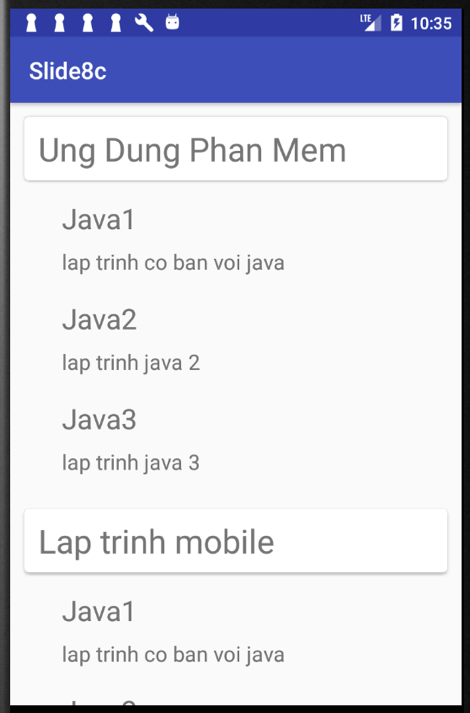 LTE 10:35
Slide8c
Ung Dung Phan Mem
Java1
lap trinh co ban voi java
Java2
lap trinh java 2
Java3
lap trinh java 3
Lap trinh mobile
Java1
lap trinh co ban voi java